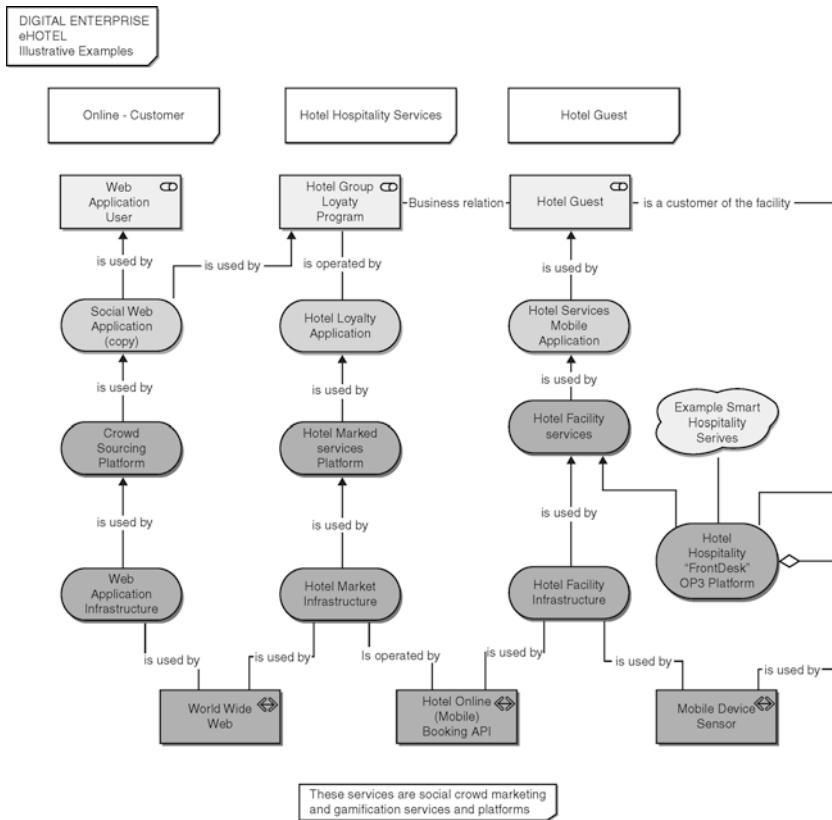 DIGITAL ENTERPRISE
eHOTEL
Illustrative Examples
Online - Customer
Hotel Hospitality Services
Hotel Guest
Web
Application
User
Hotel Group
Loyaty
Program
Business relation
Hotel Guest
is a customer of the facility
is used by
is used by
is operated by
is used by
Social Web
Application
(copy)
Hotel Loyalty
Application
Hotel Services
Mobile
Application
is used by
is used by
is used by
Crowd
Sourcing
Platform
Hotel Marked
services
Platform
Hotel Facility
services
Example Smart
Hospitality
Serives
is used by
is used by
is used by
Hotel
Hospitality
“FrontDesk”
OP3 Platform
Web
Application
Infrastructure
Hotel Market
Infrastructure
Hotel Facility
Infrastructure
is used by
is used by
Is operated by
is used by
is used by
is used by
World Wide
Web
Hotel Online
(Mobile)
Booking API
Mobile Device
Sensor
These services are social crowd marketing
and gamification services and platforms